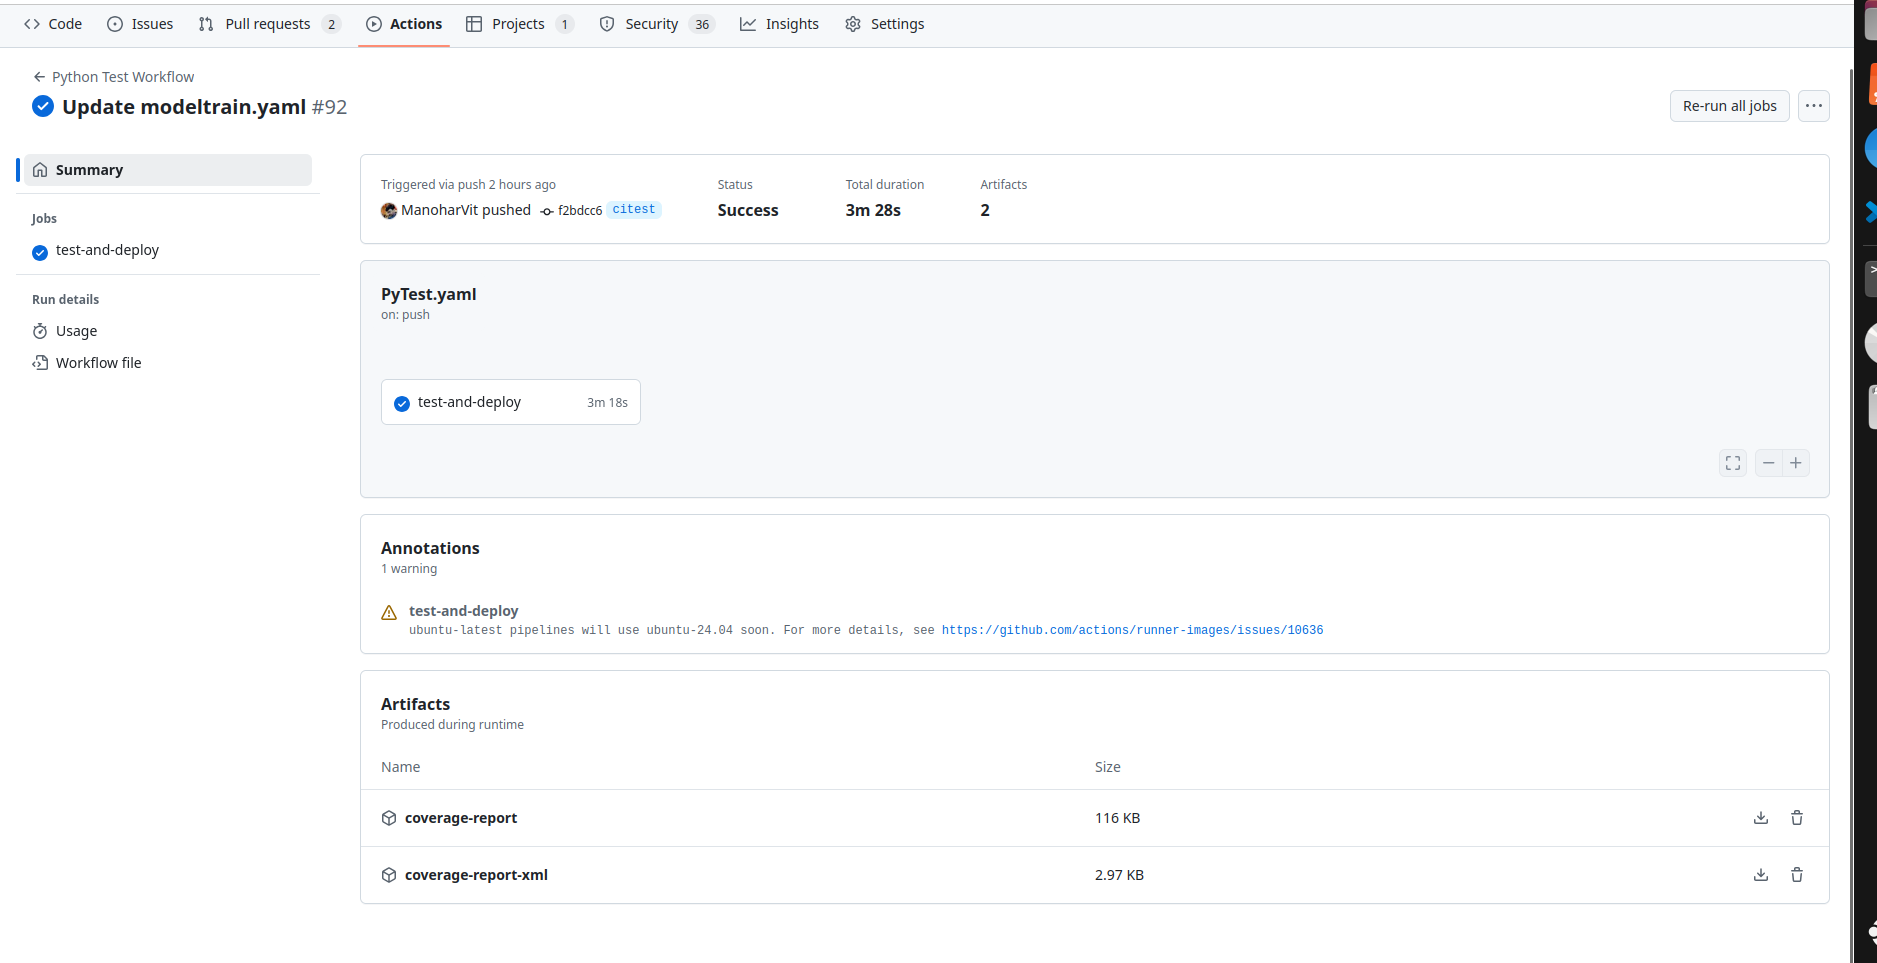 Code Issues Pull requests 2 Actions Projects 1 Security 36 Insights Settings
Python Test Workflow
Update modeltrain.yaml #92
Re-run all jobs
Summary
Jobs
test-and-deploy
Run details
Usage
Workflow file
Triggered via push 2 hours ago
ManoharVit pushed f2bdcc6 citest
Status
Success
Total duration
3m 28s
Artifacts
2
PyTest.yaml
on: push
test-and-deploy 3m 18s
Annotations
1 warning
test-and-deploy
ubuntu-latest pipelines will use ubuntu-24.04 soon. For more details, see https://github.com/actions/runner-images/issues/10636
Artifacts
Produced during runtime
Name Size
coverage-report 116 KB
coverage-report-xml 2.97 KB